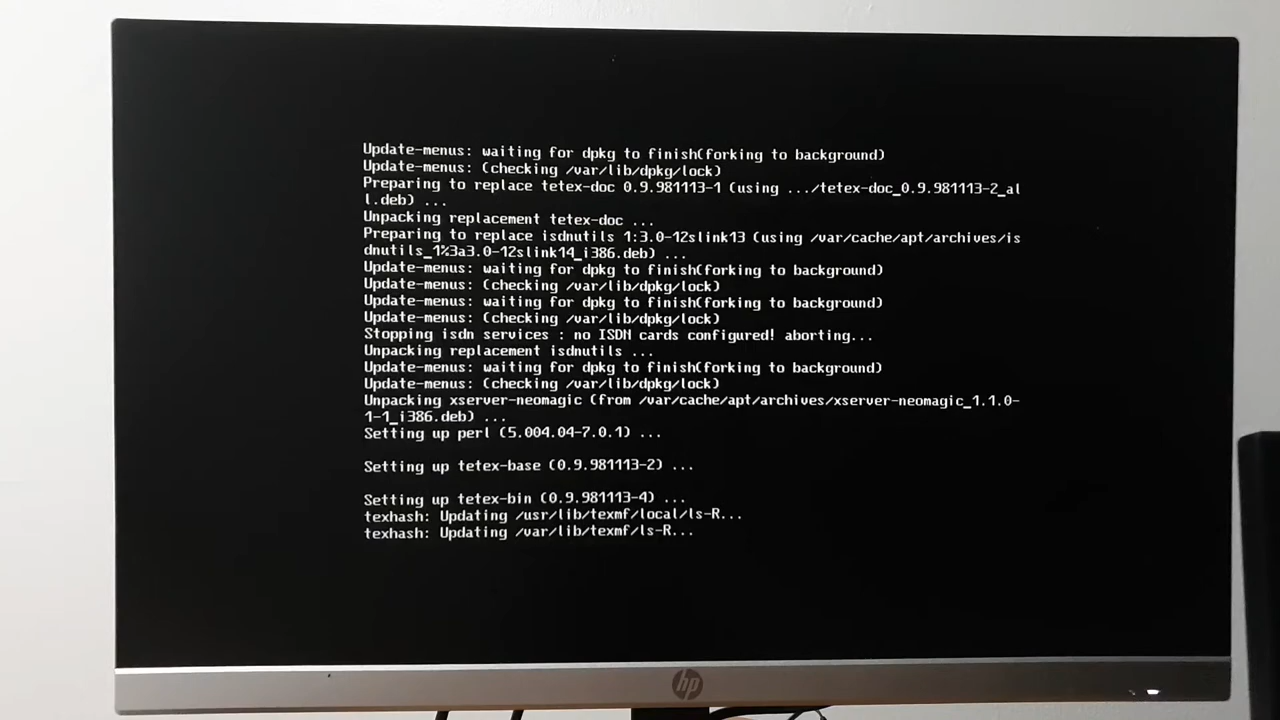 Update-menus: waiting for dpkg to finish(forking to background)
Update-menus: (checking /var/lib/dpkg/lock)
Preparing to replace tetex-doc 0.9.981113-1 (using .../tetex-doc_0.9.981113-2_al
l.deb) ...
Unpacking replacement tetex-doc ...
Preparing to replace isdnutils 1:3.0-12slink13 (using /var/cache/apt/archives/is
dnutils_1%3a3.0-12slink14_i386.deb) ...
Update-menus: waiting for dpkg to finish(forking to background)
Update-menus: (checking /var/lib/dpkg/lock)
Update-menus: waiting for dpkg to finish(forking to background)
Update-menus: (checking /var/lib/dpkg/lock)
Stopping isdn services : no ISDN cards configured! aborting...
Unpacking replacement isdnutils ...
Update-menus: waiting for dpkg to finish(forking to background)
Update-menus: (checking /var/lib/dpkg/lock)
Unpacking xserver-neomagic (from /var/cache/apt/archives/xserver-neomagic_1.1.0-
1-1_i386.deb) ...
Setting up perl (5.004.04-7.0.1) ...
Setting up tetex-base (0.9.981113-2) ...
Setting up tetex-bin (0.9.981113-4) ...
texhash: Updating /usr/lib/texmf/local/ls-R...
texhash: Updating /var/lib/texmf/ls-R...
hp